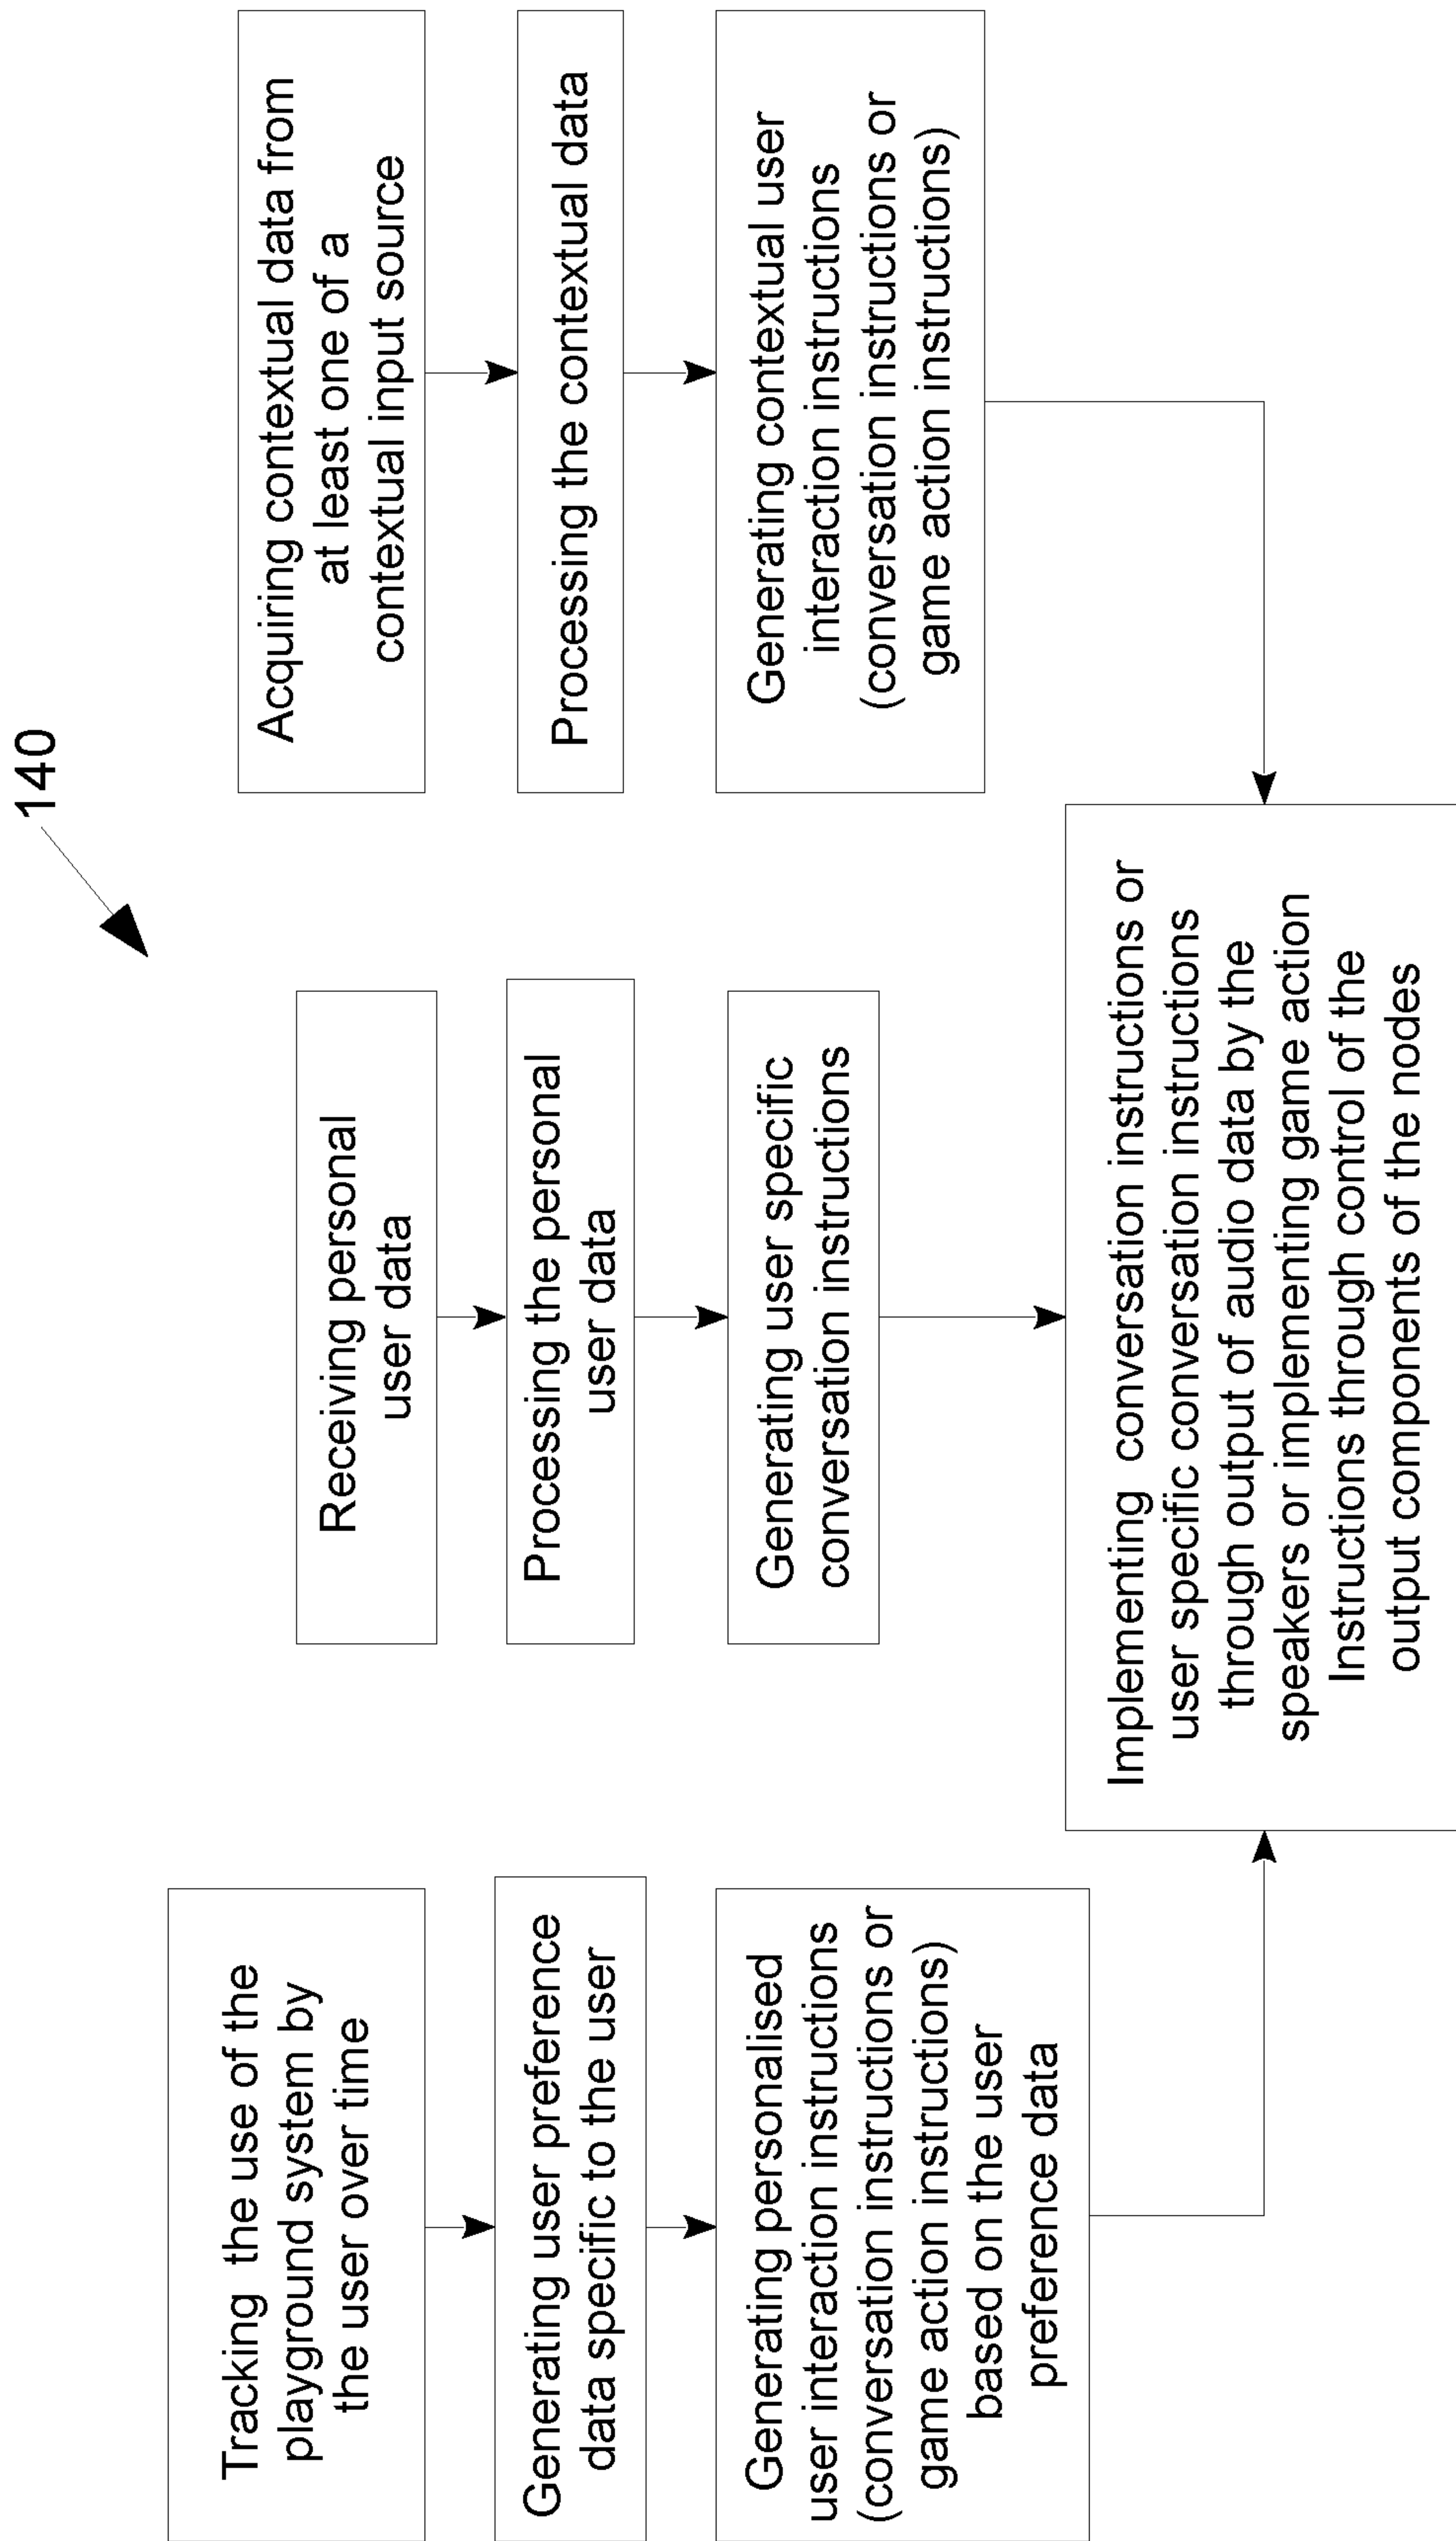 140
Tracking the use of the
playground system by
the user over time
Generating user preference
data specific to the user
Generating personalised
user interaction instructions
(conversation instructions or
game action instructions)
based on the user
preference data
Receiving personal
user data
Processing the personal
user data
Generating user specific
conversation instructions
Acquiring contextual data from
at least one of a
contextual input source
Processing the contextual data
Generating contextual user
interaction instructions
(conversation instructions or
game action instructions)
Implementing conversation instructions or
user specific conversation instructions
through output of audio data by the
speakers or implementing game action
Instructions through control of the
output components of the nodes